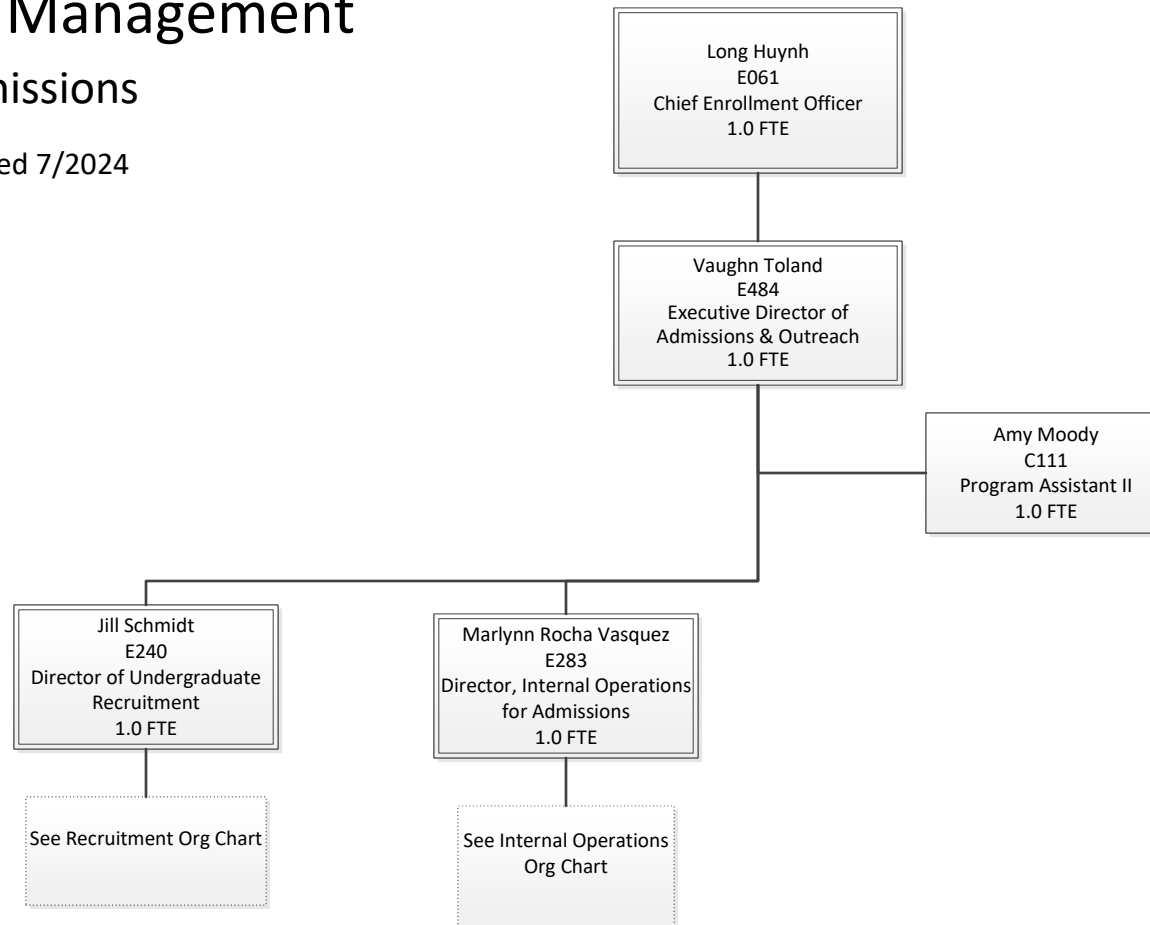 Management
missions
ed 7/2024
Long Huynh
E061
Chief Enrollment Officer
1.0 FTE
Vaughn Toland
E484
Executive Director of
Admissions & Outreach
1.0 FTE
Amy Moody
C111
Program Assistant II
1.0 FTE
Jill Schmidt
E240
Director of Undergraduate
Recruitment
1.0 FTE
Marlynn Rocha Vasquez
E283
Director, Internal Operations
for Admissions
1.0 FTE
See Recruitment Org Chart
See Internal Operations
Org Chart